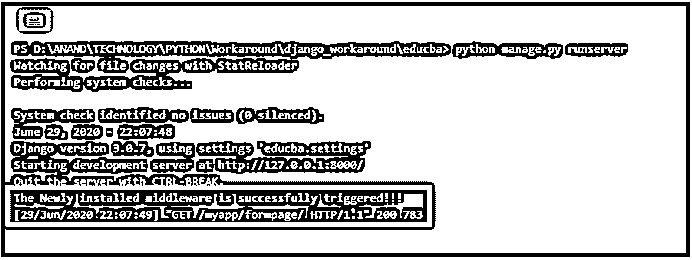 PS D:\ANAND\TECHNOLOGY\PYTHON\Workaround\django_workaround\educba> python manage.py runserver
Watching for file changes with StatReloader
Performing system checks...
System check identified no issues (0 silenced).
June 29, 2020 - 22:07:48
Django version 3.0.7, using settings 'educba.settings'
Starting development server at http://127.0.0.1:8000/
Quit the server with CTRL-BREAK.
The Newly installed middleware is successfully triggered!!!
[29/Jun/2020 22:07:49] "GET /myapp/formpage/ HTTP/1.1" 200 783